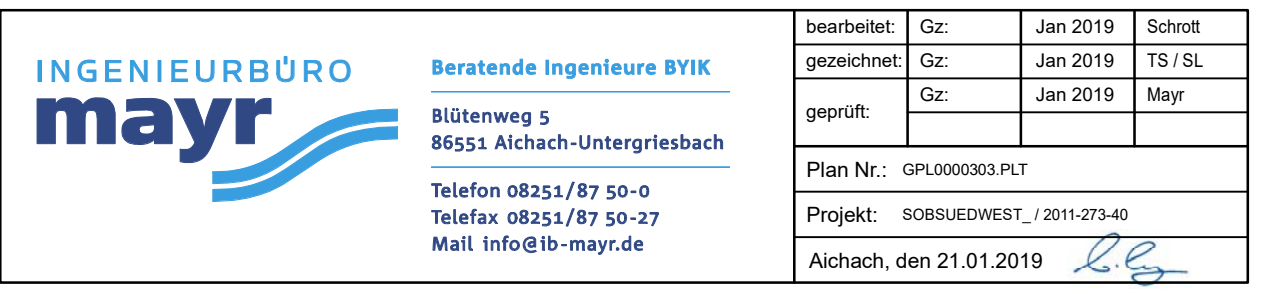 INGENIEURBÜRO
mayr
Beratende Ingenieure BYIK
Blütenweg 5
86551 Aichach-Untergriesbach
Telefon 08251/87 50-0
Telefax 08251/87 50-27
Mail info@ib-mayr.de
bearbeitet: Gz: Jan 2019 Schrott
gezeichnet: Gz: Jan 2019 TS / SL
geprüft: Gz: Jan 2019 Mayr
Plan Nr.: GPL0000303.PLT
Projekt: SOBSUEDWEST_ / 2011-273-40
Aichach, den 21.01.2019